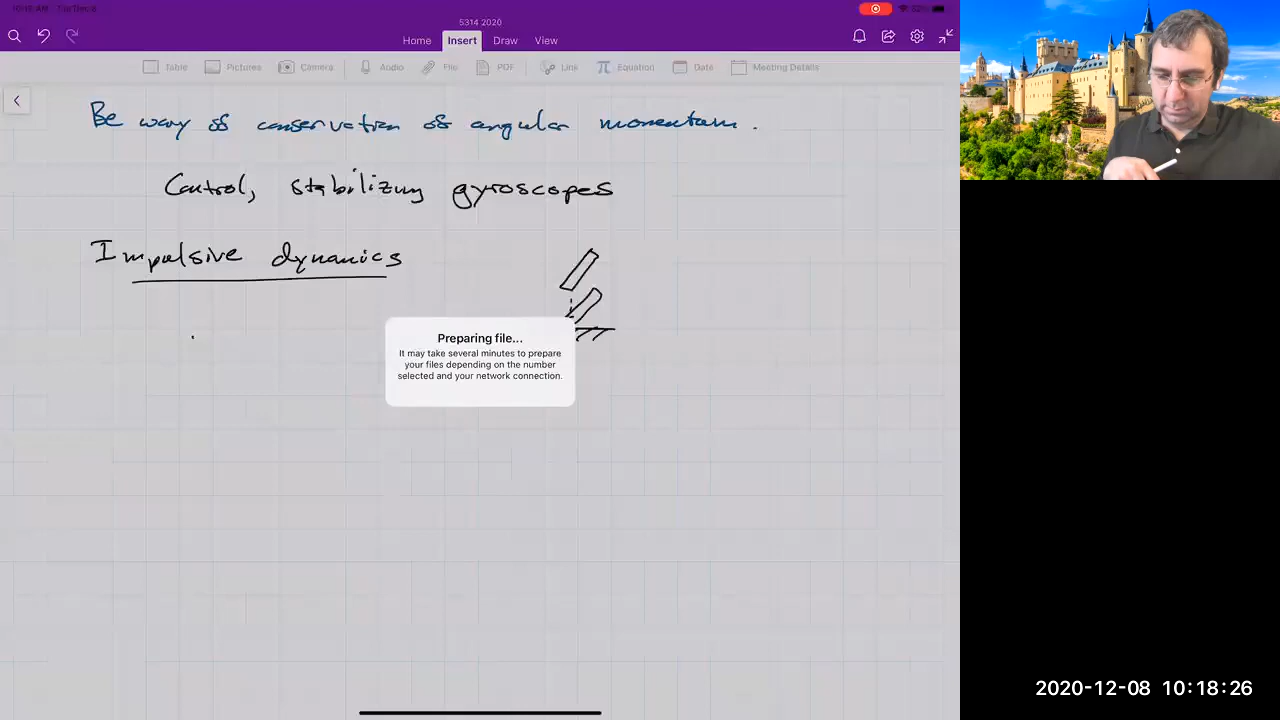 5314 2020
Home Insert Draw View
Table Pictures Camera Audio File PDF Link Equation Date Meeting Details
Be wary of conservation of angular momentum.
Control, stabilizing gyroscopes
Impulsive dynamics
Preparing file...
It may take several minutes to prepare
your files depending on the number
selected and your network connection.
2020-12-08 10:18:26